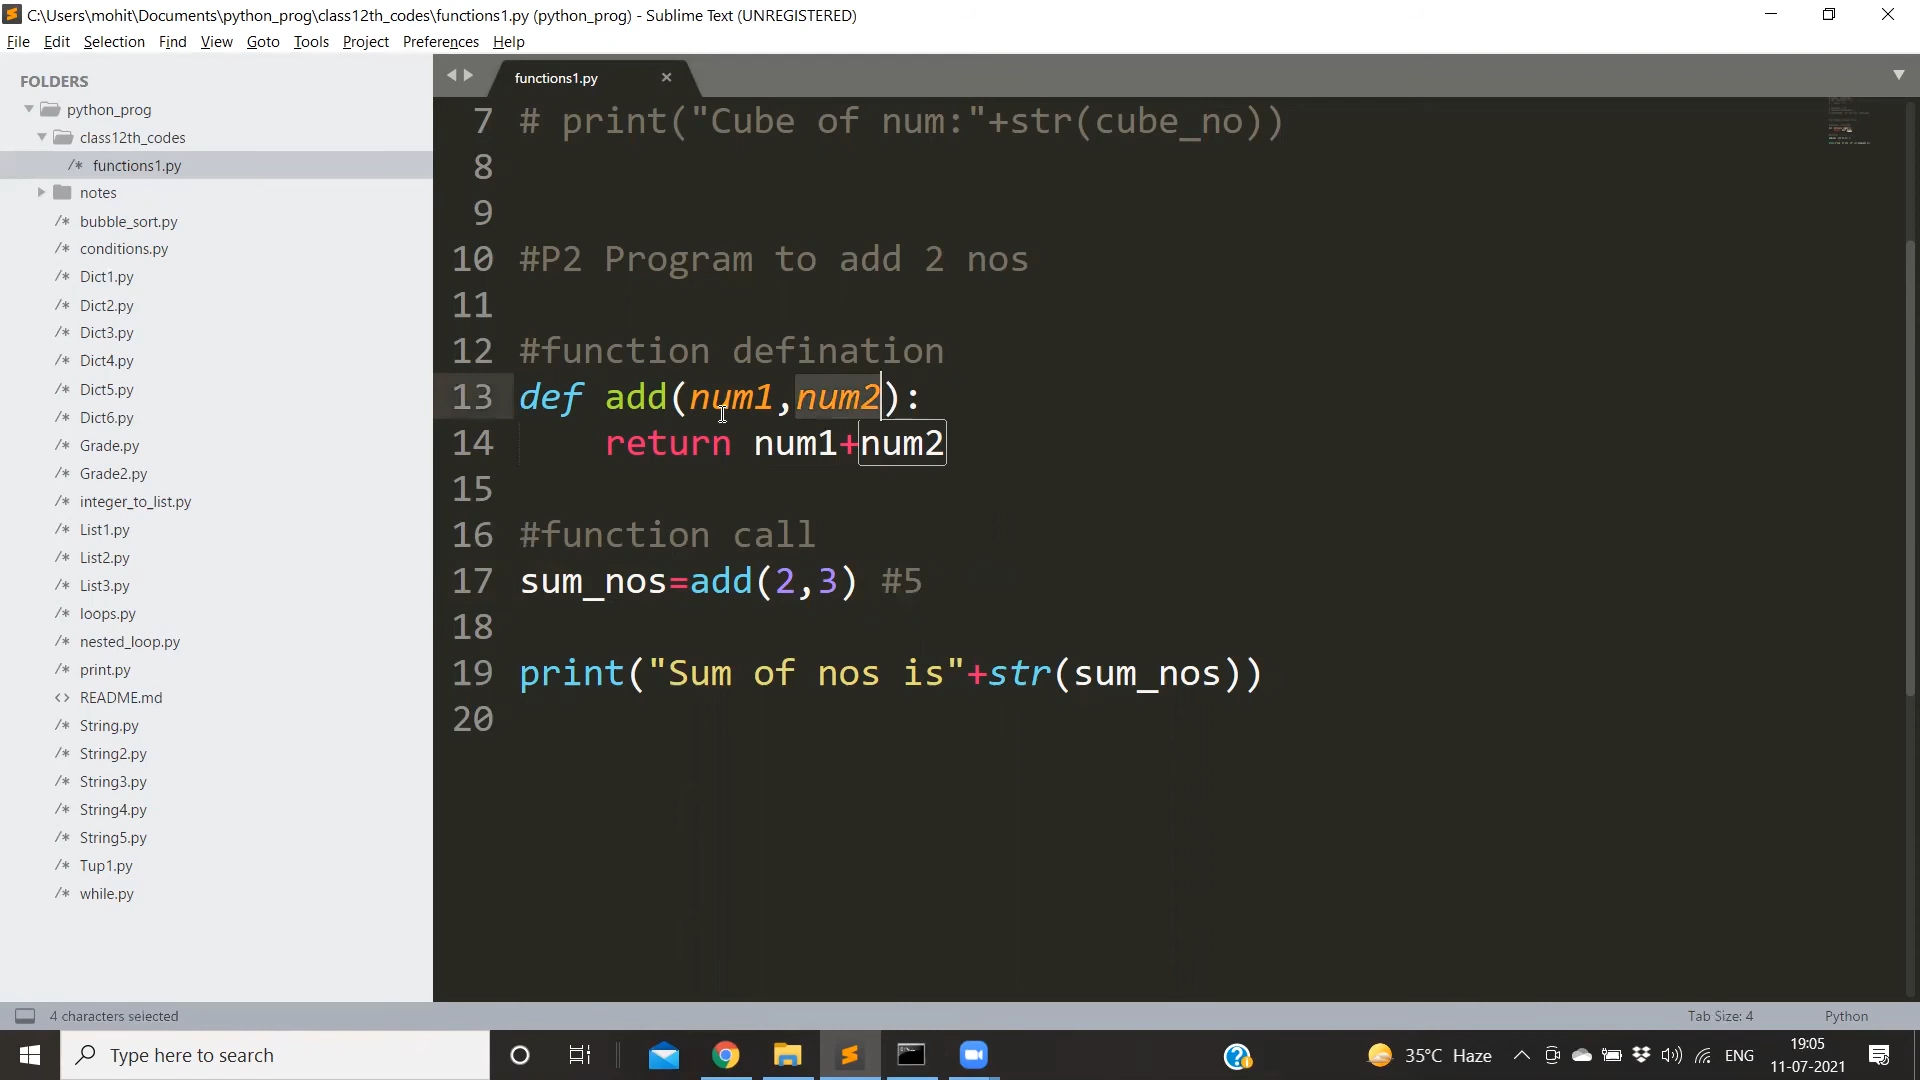 C:\Users\mohit\Documents\python_prog\class12th_codes\functions1.py (python_prog) - Sublime Text (UNREGISTERED)
File Edit Selection Find View Goto Tools Project Preferences Help
FOLDERS
python_prog
class12th_codes
/* functions1.py
notes
/* bubble_sort.py
/* conditions.py
/* Dict1.py
/* Dict2.py
/* Dict3.py
/* Dict4.py
/* Dict5.py
/* Dict6.py
/* Grade.py
/* Grade2.py
/* integer_to_list.py
/* List1.py
/* List2.py
/* List3.py
/* loops.py
/* nested_loop.py
/* print.py
<> README.md
/* String.py
/* String2.py
/* String3.py
/* String4.py
/* String5.py
/* Tup1.py
/* while.py
functions1.py
7 # print("Cube of num:"+str(cube_no))
8
9
10 #P2 Program to add 2 nos
11
12 #function defination
13 def add(num1,num2):
14 return num1+num2
15
16 #function call
17 sum_nos=add(2,3) #5
18
19 print("Sum of nos is"+str(sum_nos))
20
4 characters selected
Tab Size: 4
Python
Type here to search
35°C Haze
ENG
19:05
11-07-2021